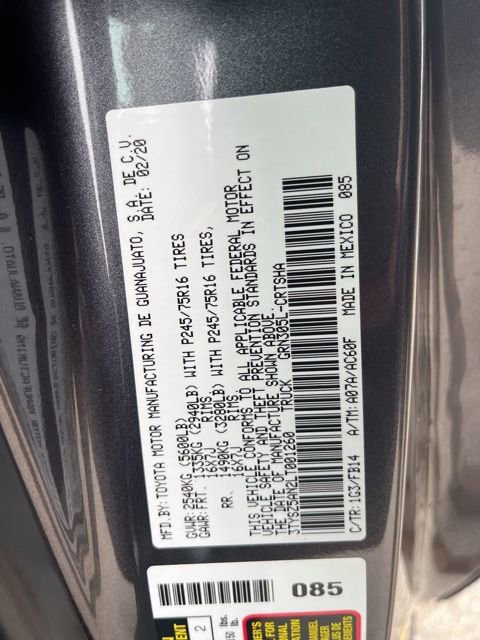 MFD.BY:TOYOTA MOTOR MANUFACTURING DE GUANAJUATO, S.A. DE C.V.
DATE: 02/20
GVWR:2540KG (5600LB)
GAWR:FRT. 1335KG (2940LB) WITH P245/75R16 TIRES
16X7J RIMS,
RR. 1490KG (3280LB) WITH P245/75R16 TIRES,
16X7J RIMS.
THIS VEHICLE CONFORMS TO ALL APPLICABLE FEDERAL MOTOR
VEHICLE SAFETY AND THEFT PREVENTION STANDARDS IN EFFECT ON
THE DATE OF MANUFACTURE SHOWN ABOVE.
3TYSZ5AN2LT001260 TRUCK GRN305L-CRTSHA
C/TR:1G3/FB14 A/TM:A07A/AC60F MADE IN MEXICO 085
085
2
lbs.
lb.